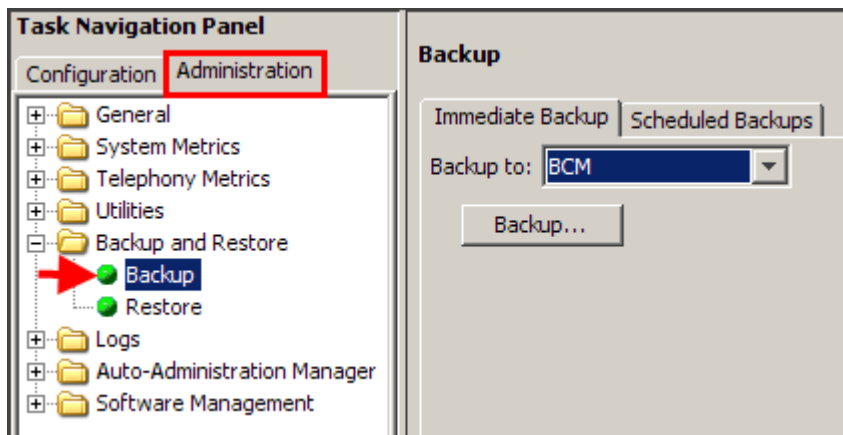 Task Navigation Panel
Configuration Administration
General
System Metrics
Telephony Metrics
Utilities
Backup and Restore
Backup
Restore
Logs
Auto-Administration Manager
Software Management
Backup
Immediate Backup Scheduled Backups
Backup to: BCM
Backup...